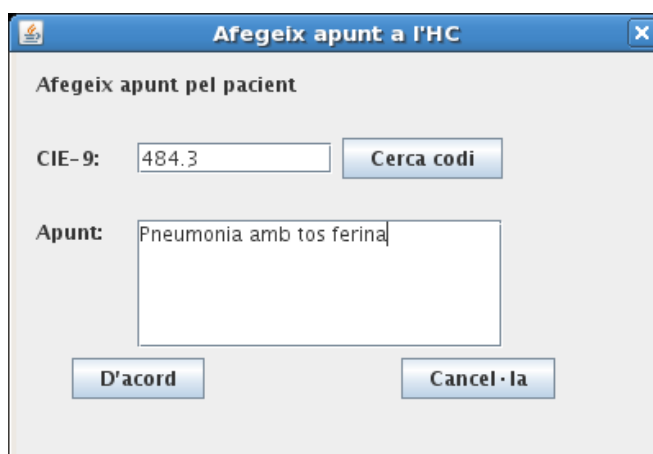 Afegeix apunt a l'HC
Afegeix apunt pel pacient
CIE-9: 484.3 Cerca codi
Apunt: Pneumonia amb tos ferina
D'acord Cancel·la